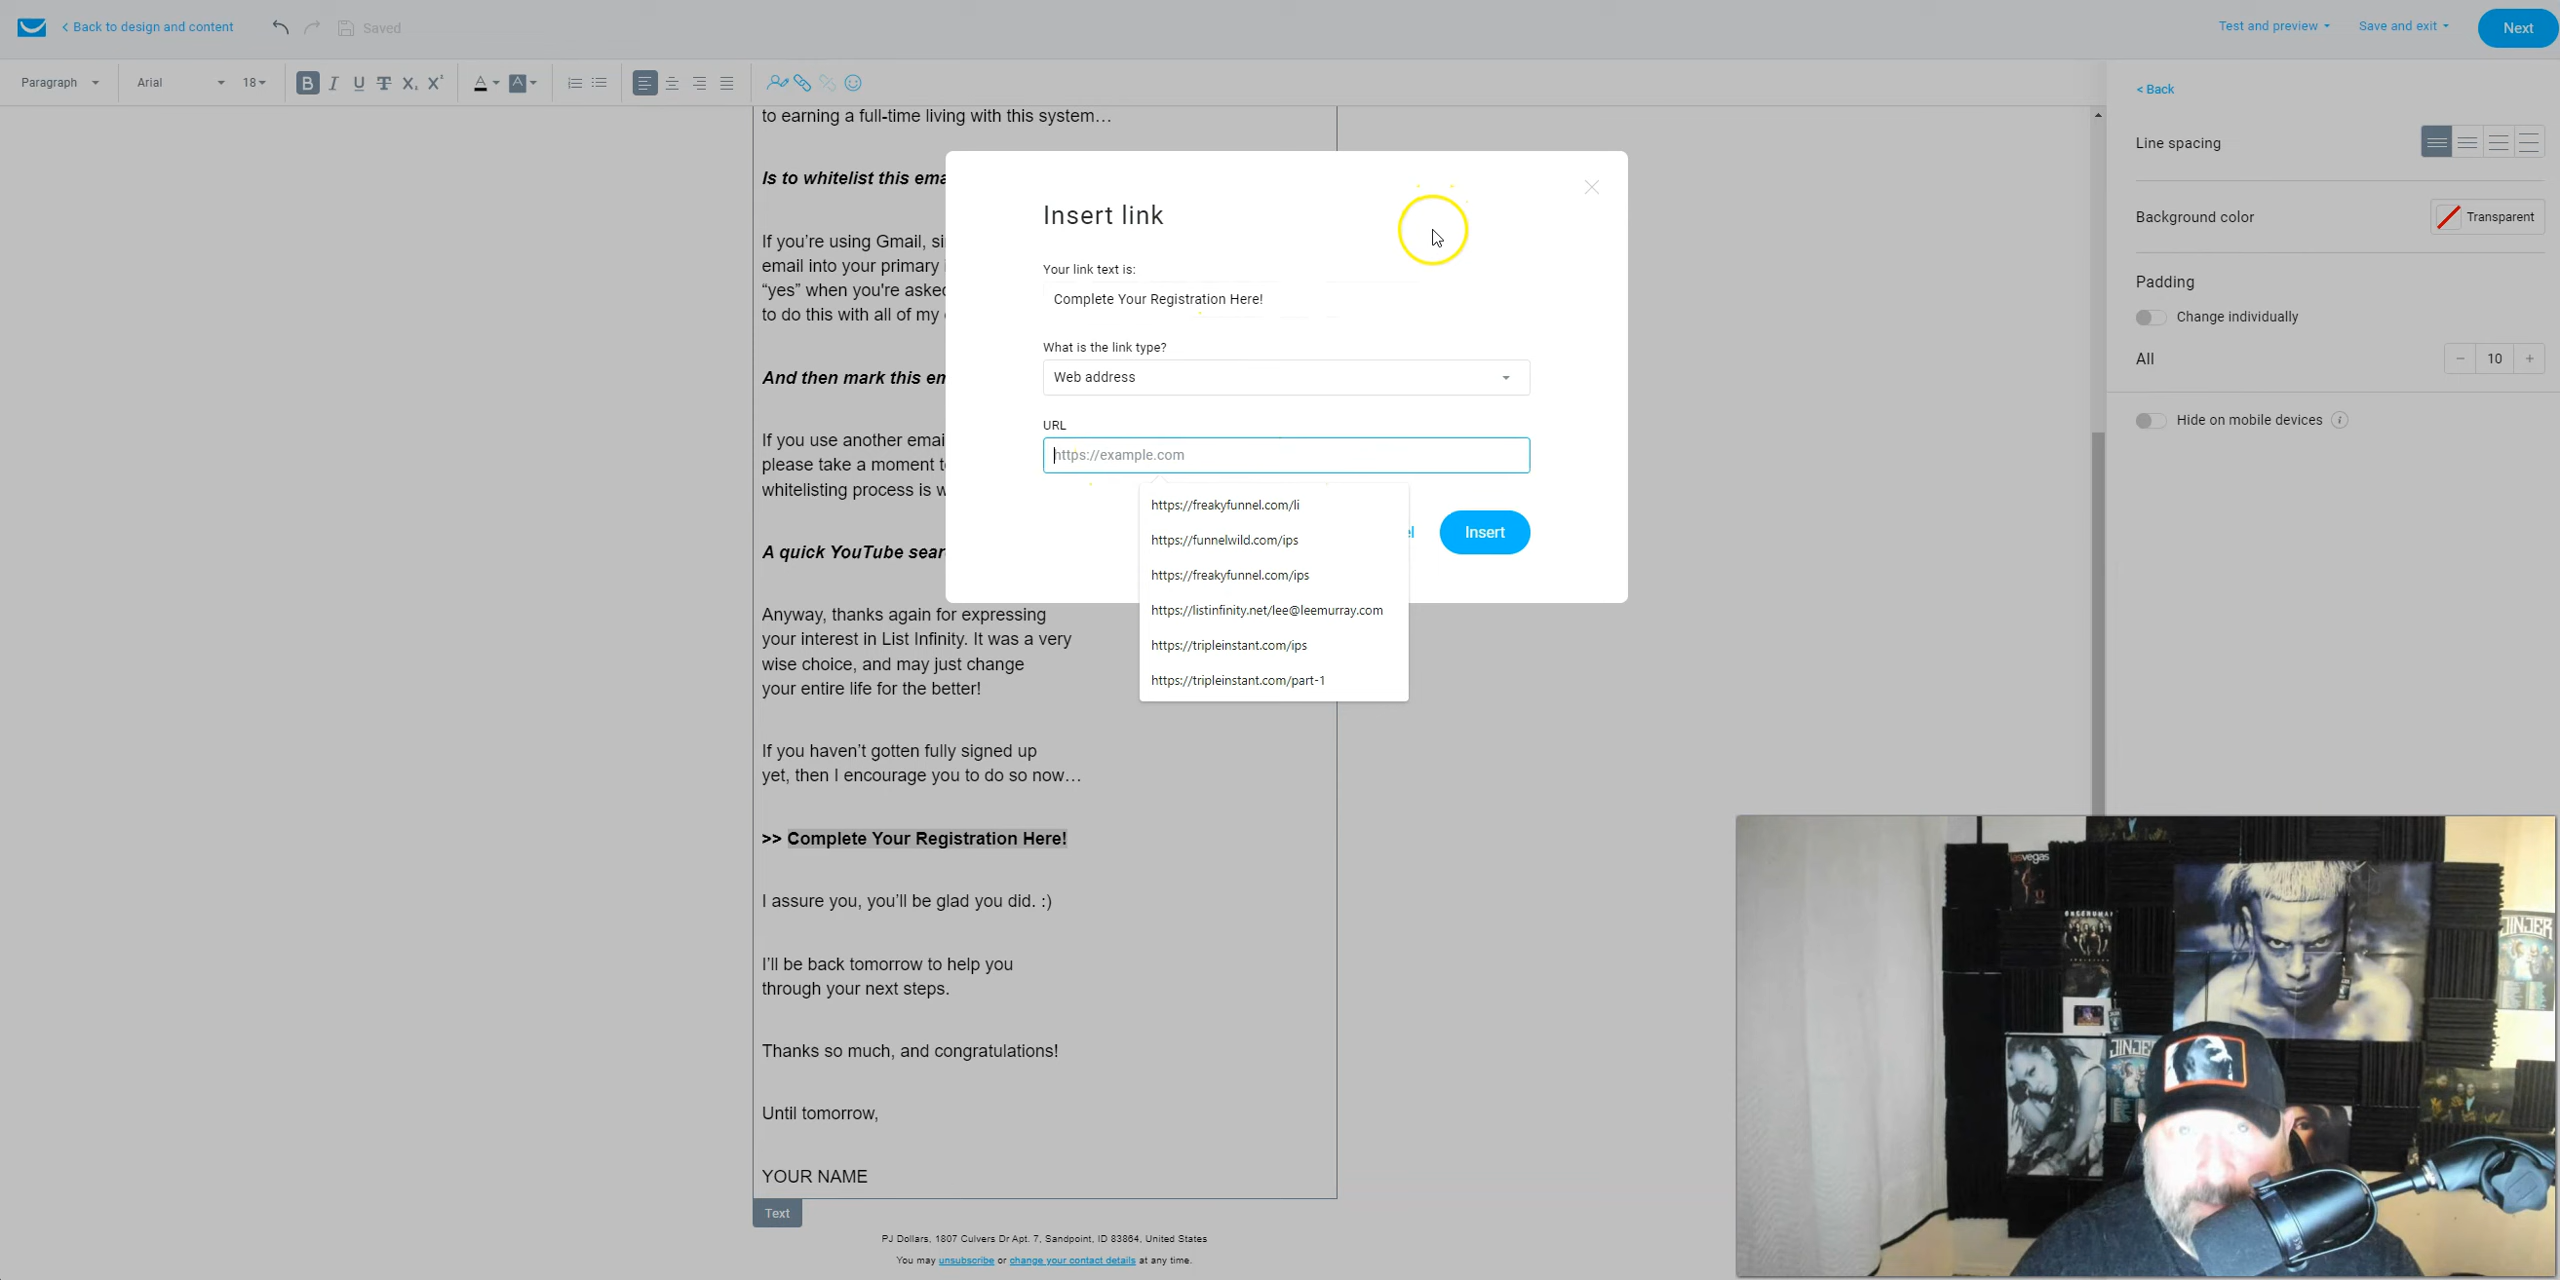 < Back to design and content
Saved
Test and preview
Save and exit
Next
Paragraph
Arial
18
B I U T X, X²
A A
< Back
Line spacing
Background color
Transparent
Padding
Change individually
All
- 10 +
Hide on mobile devices i
to earning a full-time living with this system…
Is to whitelist this ema
If you’re using Gmail, si
email into your primary
“yes” when you're asked
to do this with all of my
And then mark this em
If you use another emai
please take a moment t
whitelisting process is w
A quick YouTube sear
Anyway, thanks again for expressing
your interest in List Infinity. It was a very
wise choice, and may just change
your entire life for the better!
If you haven’t gotten fully signed up
yet, then I encourage you to do so now…
>> Complete Your Registration Here!
I assure you, you’ll be glad you did. :)
I’ll be back tomorrow to help you
through your next steps.
Thanks so much, and congratulations!
Until tomorrow,
YOUR NAME
Text
PJ Dollars, 1807 Culvers Dr Apt. 7, Sandpoint, ID 83864, United States
You may unsubscribe or change your contact details at any time.
Insert link
Your link text is:
Complete Your Registration Here!
What is the link type?
Web address
URL
https://example.com
https://freakyfunnel.com/li
https://funnelwild.com/ips
https://freakyfunnel.com/ips
https://listinfinity.net/lee@leemurray.com
https://tripleinstant.com/ips
https://tripleinstant.com/part-1
el
Insert
JINJER
JINJER